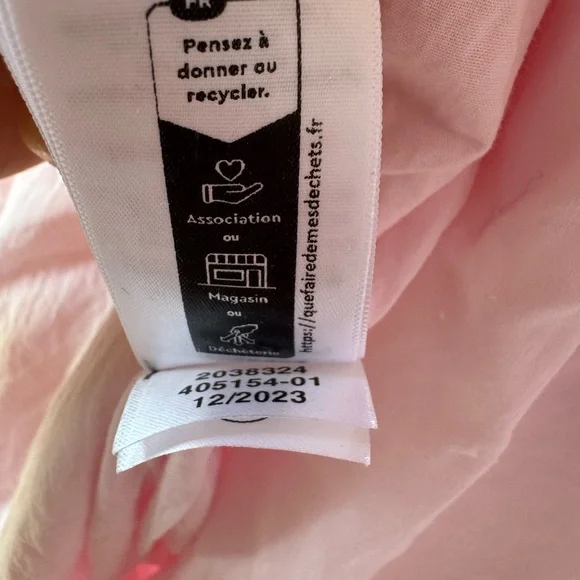 FR
Pensez à
donner ou
recycler.
Association
ou
Magasin
ou
Déchèterie
https://quefairedemesdechets.fr
2038324
405154-01
12/2023